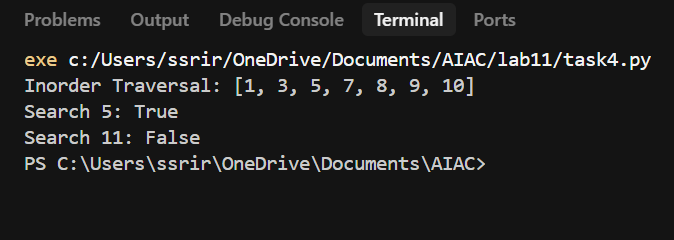 Problems Output Debug Console Terminal Ports
exe c:/Users/ssrir/OneDrive/Documents/AIAC/lab11/task4.py
Inorder Traversal: [1, 3, 5, 7, 8, 9, 10]
Search 5: True
Search 11: False
PS C:\Users\ssrir\OneDrive\Documents\AIAC>